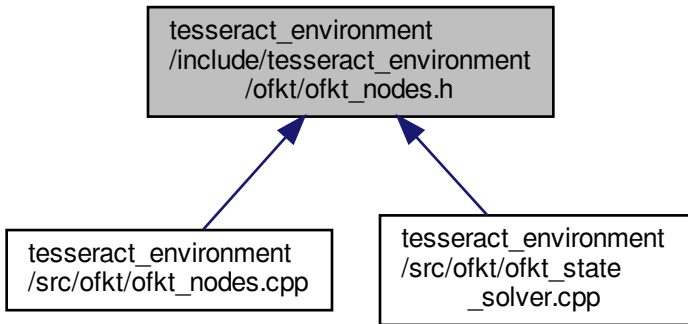 tesseract_environment
/include/tesseract_environment
/ofkt/ofkt_nodes.h
tesseract_environment
/src/ofkt/ofkt_nodes.cpp
tesseract_environment
/src/ofkt/ofkt_state
_solver.cpp